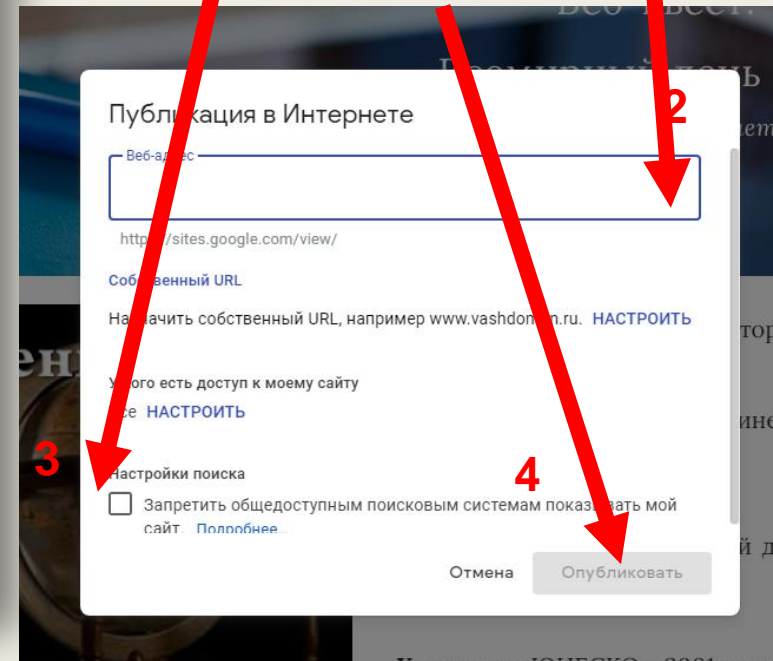 2
Публикация в Интернете
Веб-адрес
https://sites.google.com/view/
Собственный URL
Назначить собственный URL, например www.vashdomen.ru. НАСТРОИТЬ
У кого есть доступ к моему сайту
Все НАСТРОИТЬ
3
Настройки поиска
4
Запретить общедоступным поисковым системам показывать мой
сайт. Подробнее…
Отмена Опубликовать